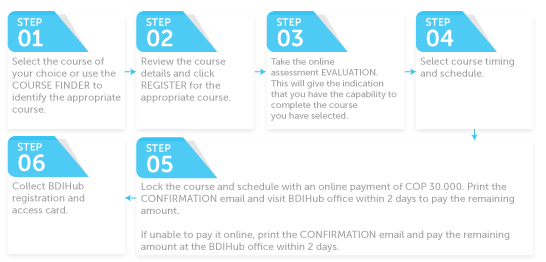 STEP
01
Select the course of
your choice or use the
COURSE FINDER to
identify the appropriate
course.
STEP
02
Review the course
details and click
REGISTER for the
appropriate course.
STEP
03
Take the online
assessment EVALUATION.
This will give the indication
that you have the capability to
complete the course
you have selected.
STEP
04
Select course timing
and schedule.
STEP
05
Lock the course and schedule with an online payment of COP 30.000. Print the
CONFIRMATION email and visit BDIHub office within 2 days to pay the remaining
amount.
If unable to pay it online, print the CONFIRMATION email and pay the remaining
amount at the BDIHub office within 2 days.
STEP
06
Collect BDIHub
registration and
access card.